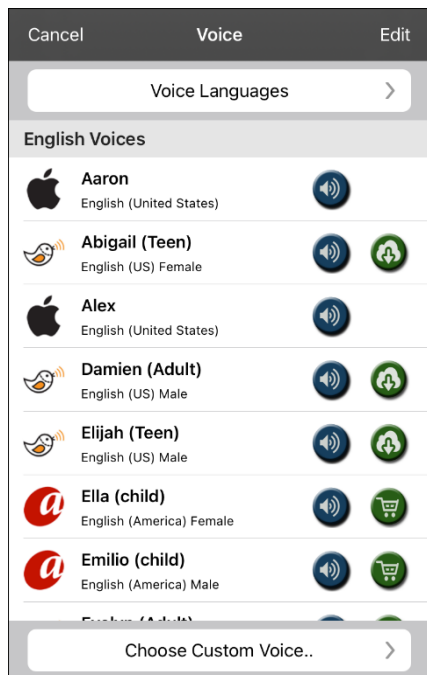 Cancel Voice Edit
Voice Languages
English Voices
Aaron
English (United States)
Abigail (Teen)
English (US) Female
Alex
English (United States)
Damien (Adult)
English (US) Male
Elijah (Teen)
English (US) Male
a
Ella (child)
English (America) Female
a
Emilio (child)
English (America) Male
Choose Custom Voice..